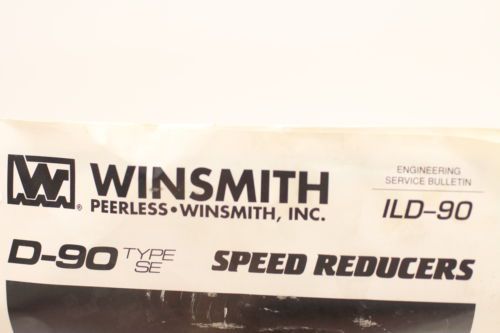 W
®
WINSMITH
PEERLESS•WINSMITH, INC.
ENGINEERING
SERVICE BULLETIN
ILD-90
D-90 TYPE
SE
SPEED REDUCERS